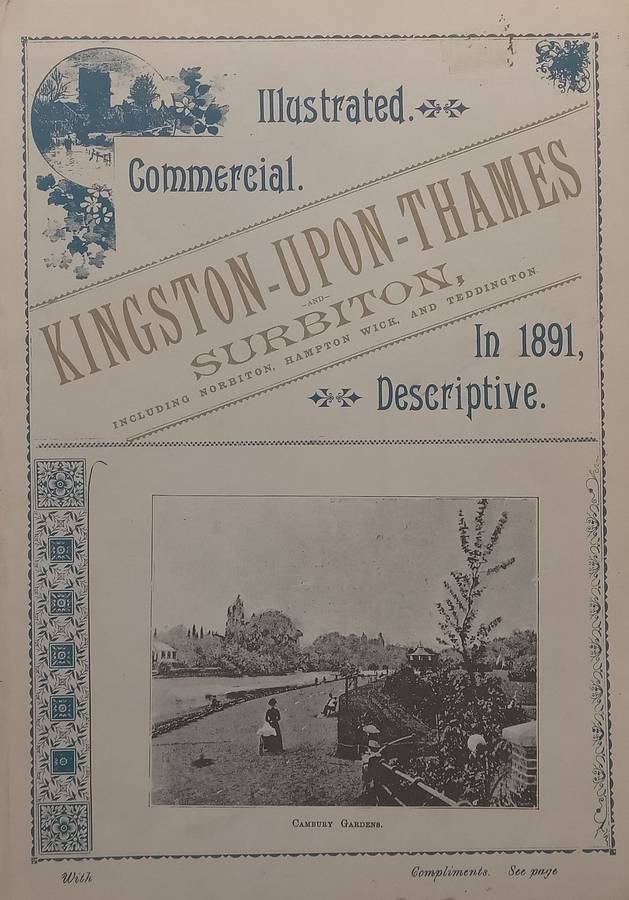 Illustrated.
Commercial.
KINGSTON-UPON-THAMES
-AND-
SURBITON,
INCLUDING NORBITON, HAMPTON WICK, AND TEDDINGTON
In 1891,
Descriptive.
CAMBURY GARDENS.
With Compliments. See page